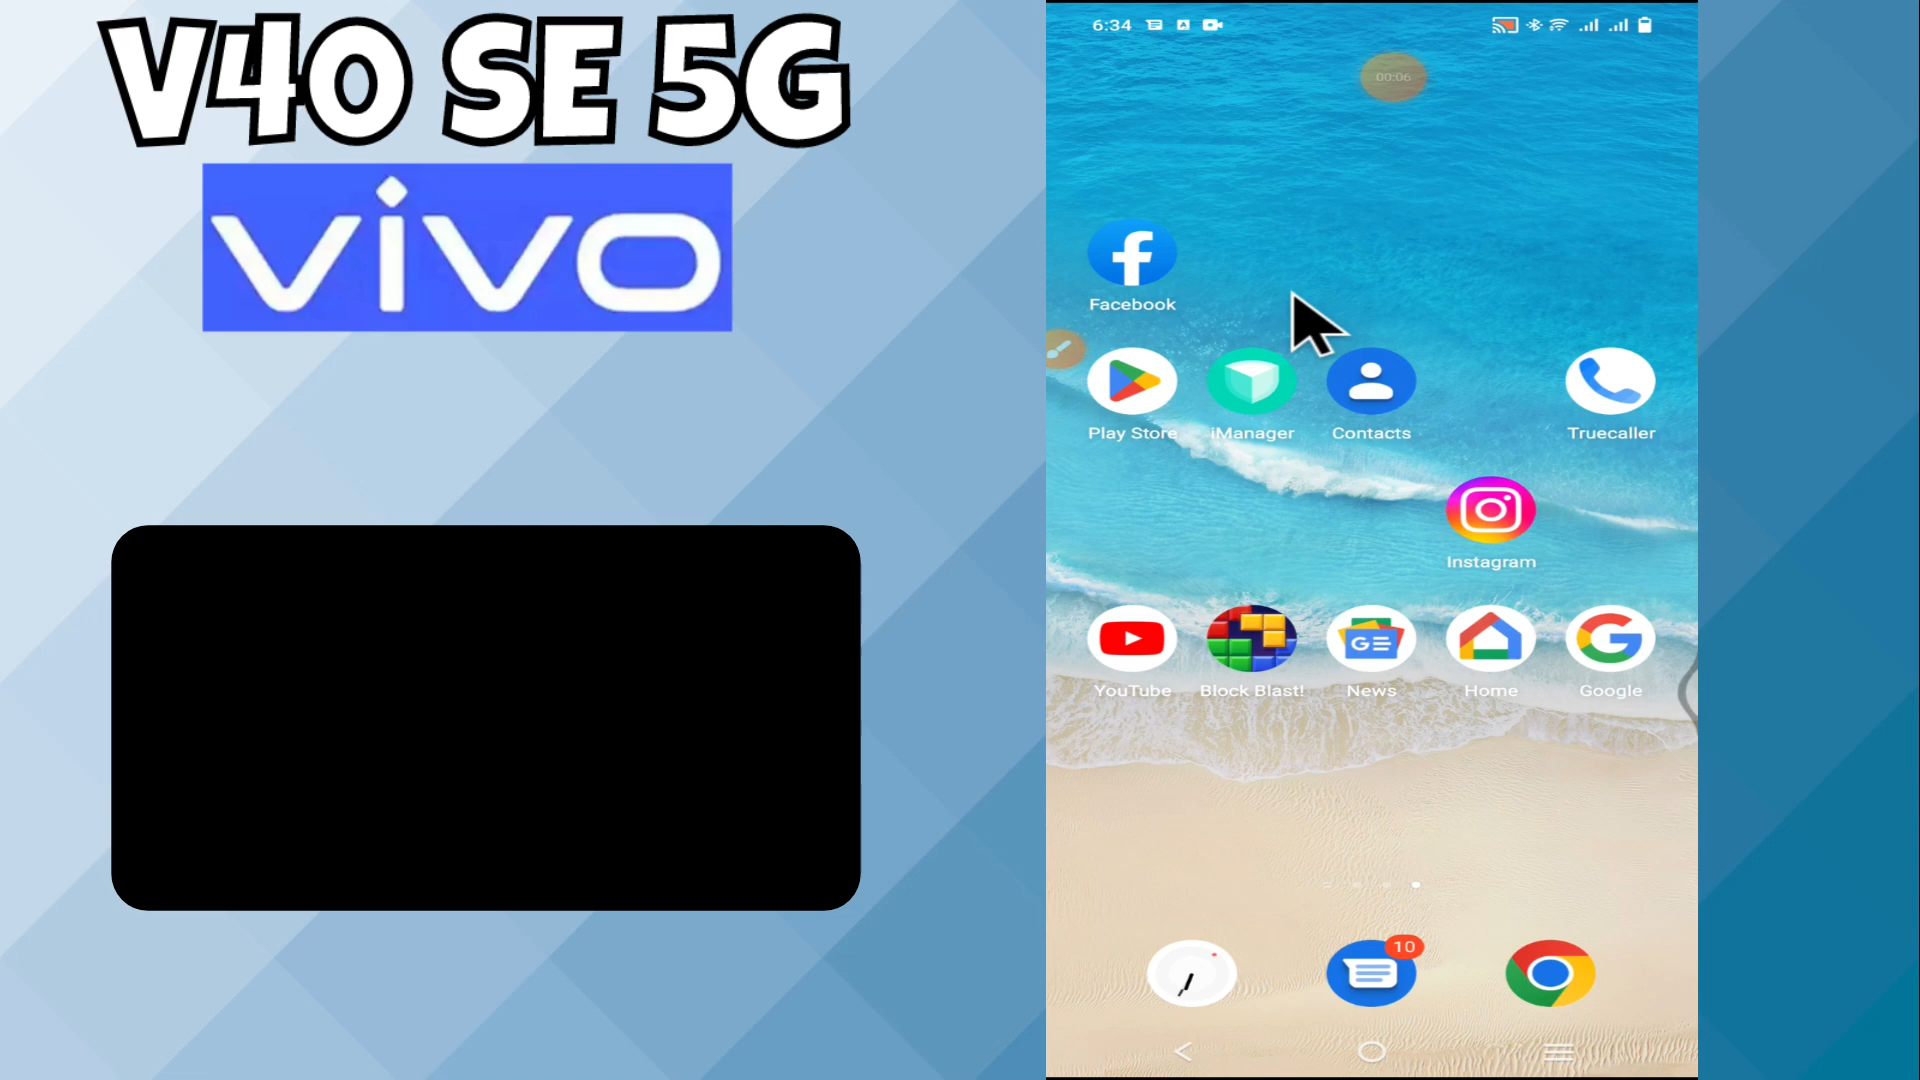 V40 SE 5G
vivo
6:34
00:06
Facebook
Play Store iManager Contacts Truecaller
Instagram
YouTube Block Blast! News Home Google
10